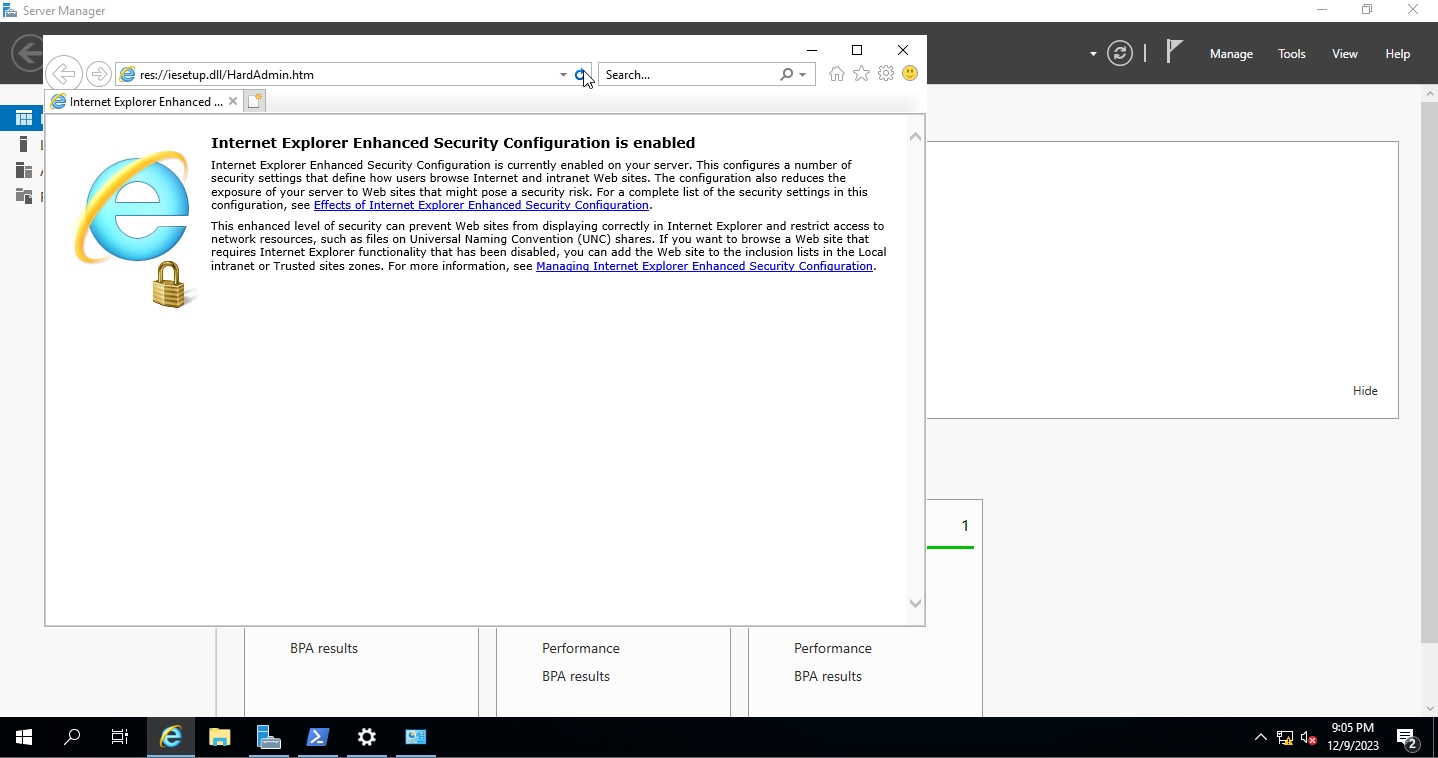 Server Manager
Manage Tools View Help
res://iesetup.dll/HardAdmin.htm
Search...
Internet Explorer Enhanced ...
Internet Explorer Enhanced Security Configuration is enabled
Internet Explorer Enhanced Security Configuration is currently enabled on your server. This configures a number of
security settings that define how users browse Internet and intranet Web sites. The configuration also reduces the
exposure of your server to Web sites that might pose a security risk. For a complete list of the security settings in this
configuration, see Effects of Internet Explorer Enhanced Security Configuration.
This enhanced level of security can prevent Web sites from displaying correctly in Internet Explorer and restrict access to
network resources, such as files on Universal Naming Convention (UNC) shares. If you want to browse a Web site that
requires Internet Explorer functionality that has been disabled, you can add the Web site to the inclusion lists in the Local
intranet or Trusted sites zones. For more information, see Managing Internet Explorer Enhanced Security Configuration.
Hide
1
BPA results
Performance
BPA results
Performance
BPA results
9:05 PM
12/9/2023
2